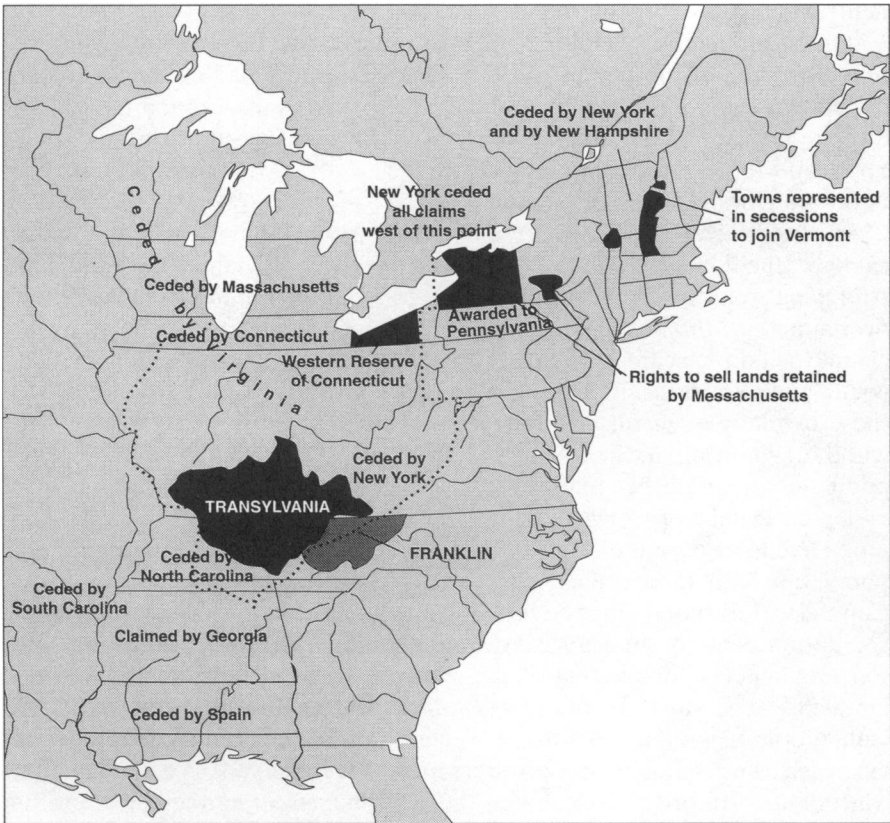 Ceded by New York
and by New Hampshire
New York ceded
all claims
west of this point
Towns represented
in secessions
to join Vermont
Ceded
by Virginia
Ceded by Massachusetts
Awarded to
Pennsylvania
Ceded by Connecticut
Western Reserve
of Connecticut
Rights to sell lands retained
by Messachusetts
Ceded by
New York
TRANSYLVANIA
FRANKLIN
Ceded by
North Carolina
Ceded by
South Carolina
Claimed by Georgia
Ceded by Spain